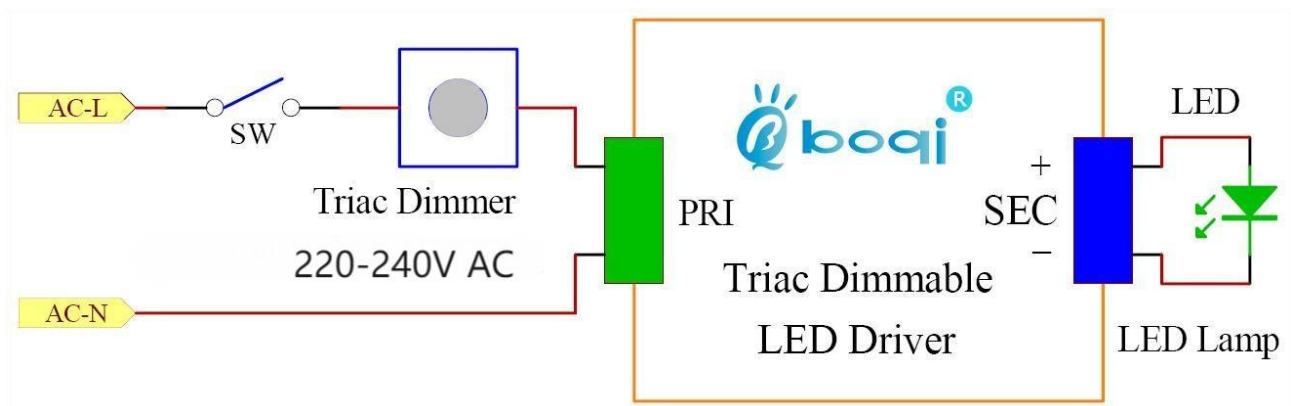 AC-L
SW
Triac Dimmer
220-240V AC
AC-N
PRI
boqi®
+
SEC
−
Triac Dimmable
LED Driver
LED
LED Lamp